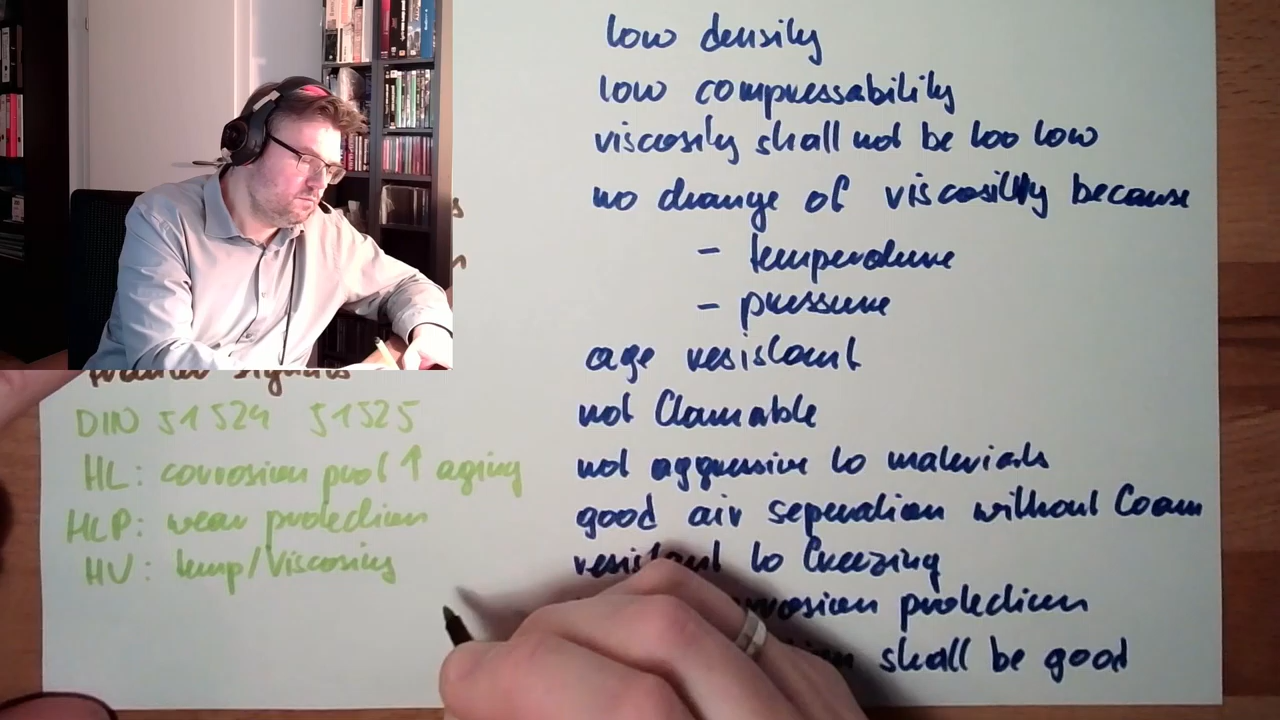 low density
low compressability
viscosity shall not be too low
no change of viscosity because
- temperature
- pressure
age resistant
not flamable
not aggressive to materials
good air seperation without foam
resistant to freezing
corrosion protection
shall be good
signals
DIN 51524 51525
HL: corrosion prot ↑ aging
HLP: wear protection
HV: temp/Viscosity